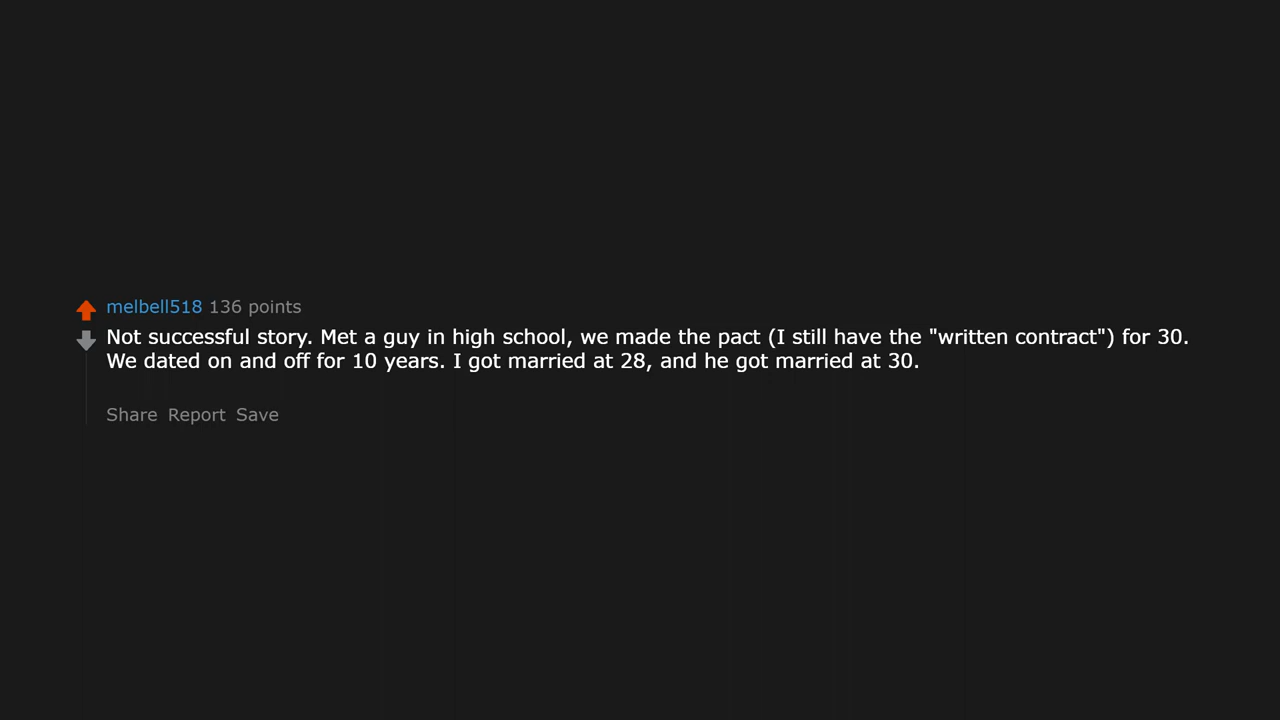 melbell518 136 points
Not successful story. Met a guy in high school, we made the pact (I still have the "written contract") for 30.
We dated on and off for 10 years. I got married at 28, and he got married at 30.
Share Report Save